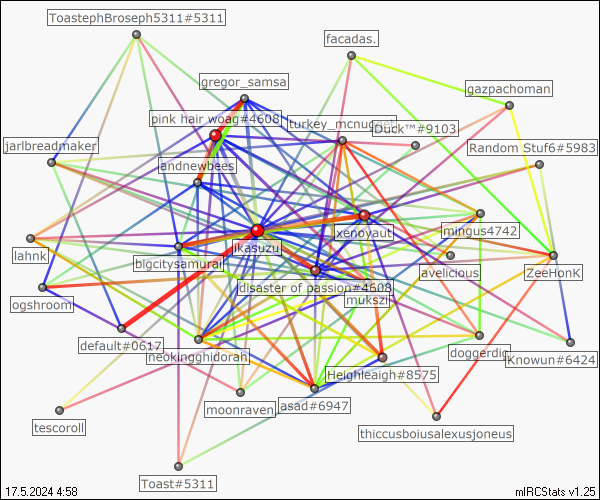 ToastephBroseph5311#5311
facadas.
gregor_samsa
gazpachoman
pink hair woag#4608
turkey_mcnugget
Duck™#9103
jarlbreadmaker
andnewbees
Random Stuf6#5983
ikasuzu
xenoyaut
mingus4742
lahnk
bigcitysamurai
avelicious
ZeeHonK
disaster of passion#4608
mukszi
ogshroom
default#0617
neokingghidorah
doggerdig
Knowun#6424
Heighleigh#8575
moonraven
asad#6947
tescoroll
thiccusboiusalexusjoneus
Toast#5311
17.5.2024 4:58
mIRCStats v1.25